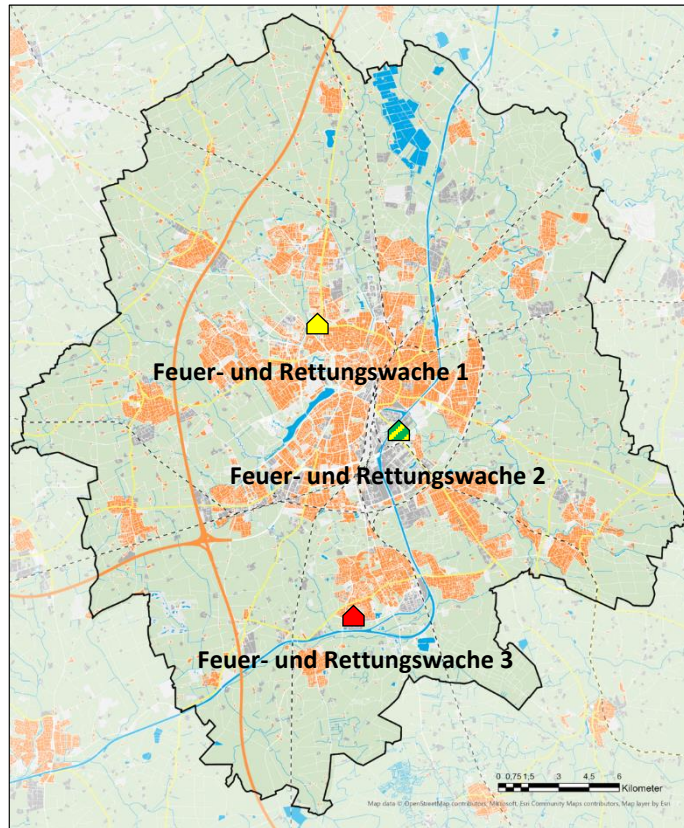 Feuer- und Rettungswache 1
Feuer- und Rettungswache 2
Feuer- und Rettungswache 3
0 0,75 1,5 3 4,5 6
Kilometer
Map data © OpenStreetMap contributors, Microsoft, Esri Community Maps contributors, Map layer by Esri